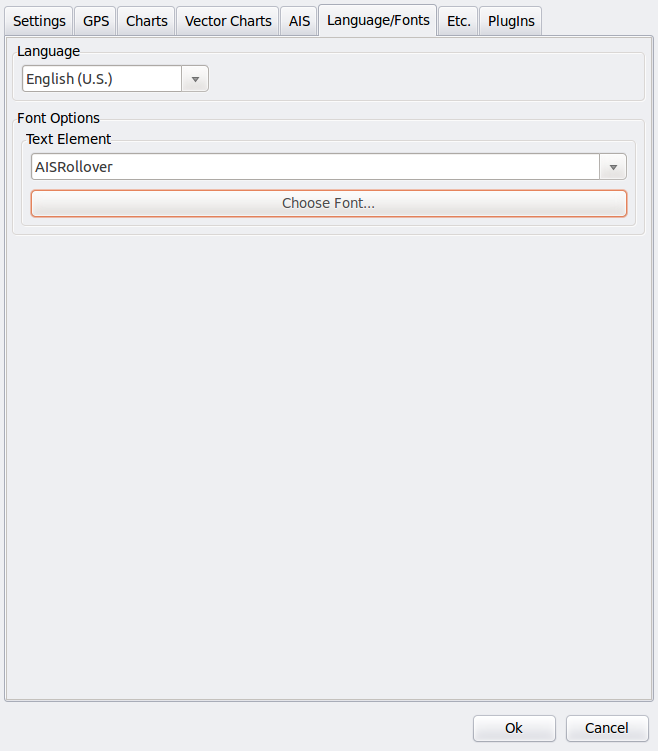 Settings GPS Charts Vector Charts AIS Language/Fonts Etc. PlugIns
Language
English (U.S.)
Font Options
Text Element
AISRollover
Choose Font...
Ok Cancel